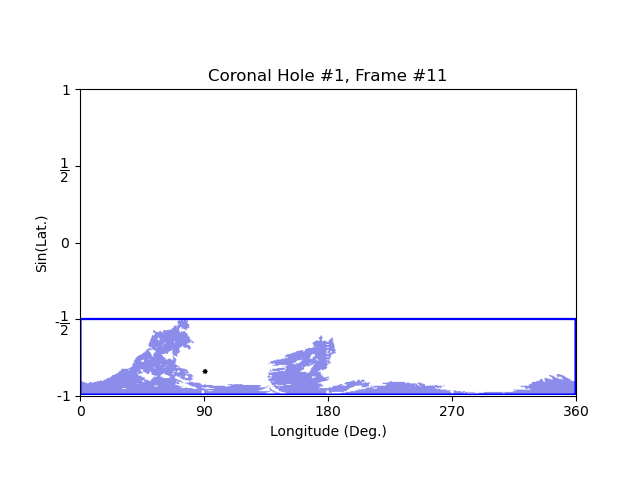 Coronal Hole #1, Frame #11
1
1/2
0
-1/2
-1
Sin(Lat.)
0 90 180 270 360
Longitude (Deg.)